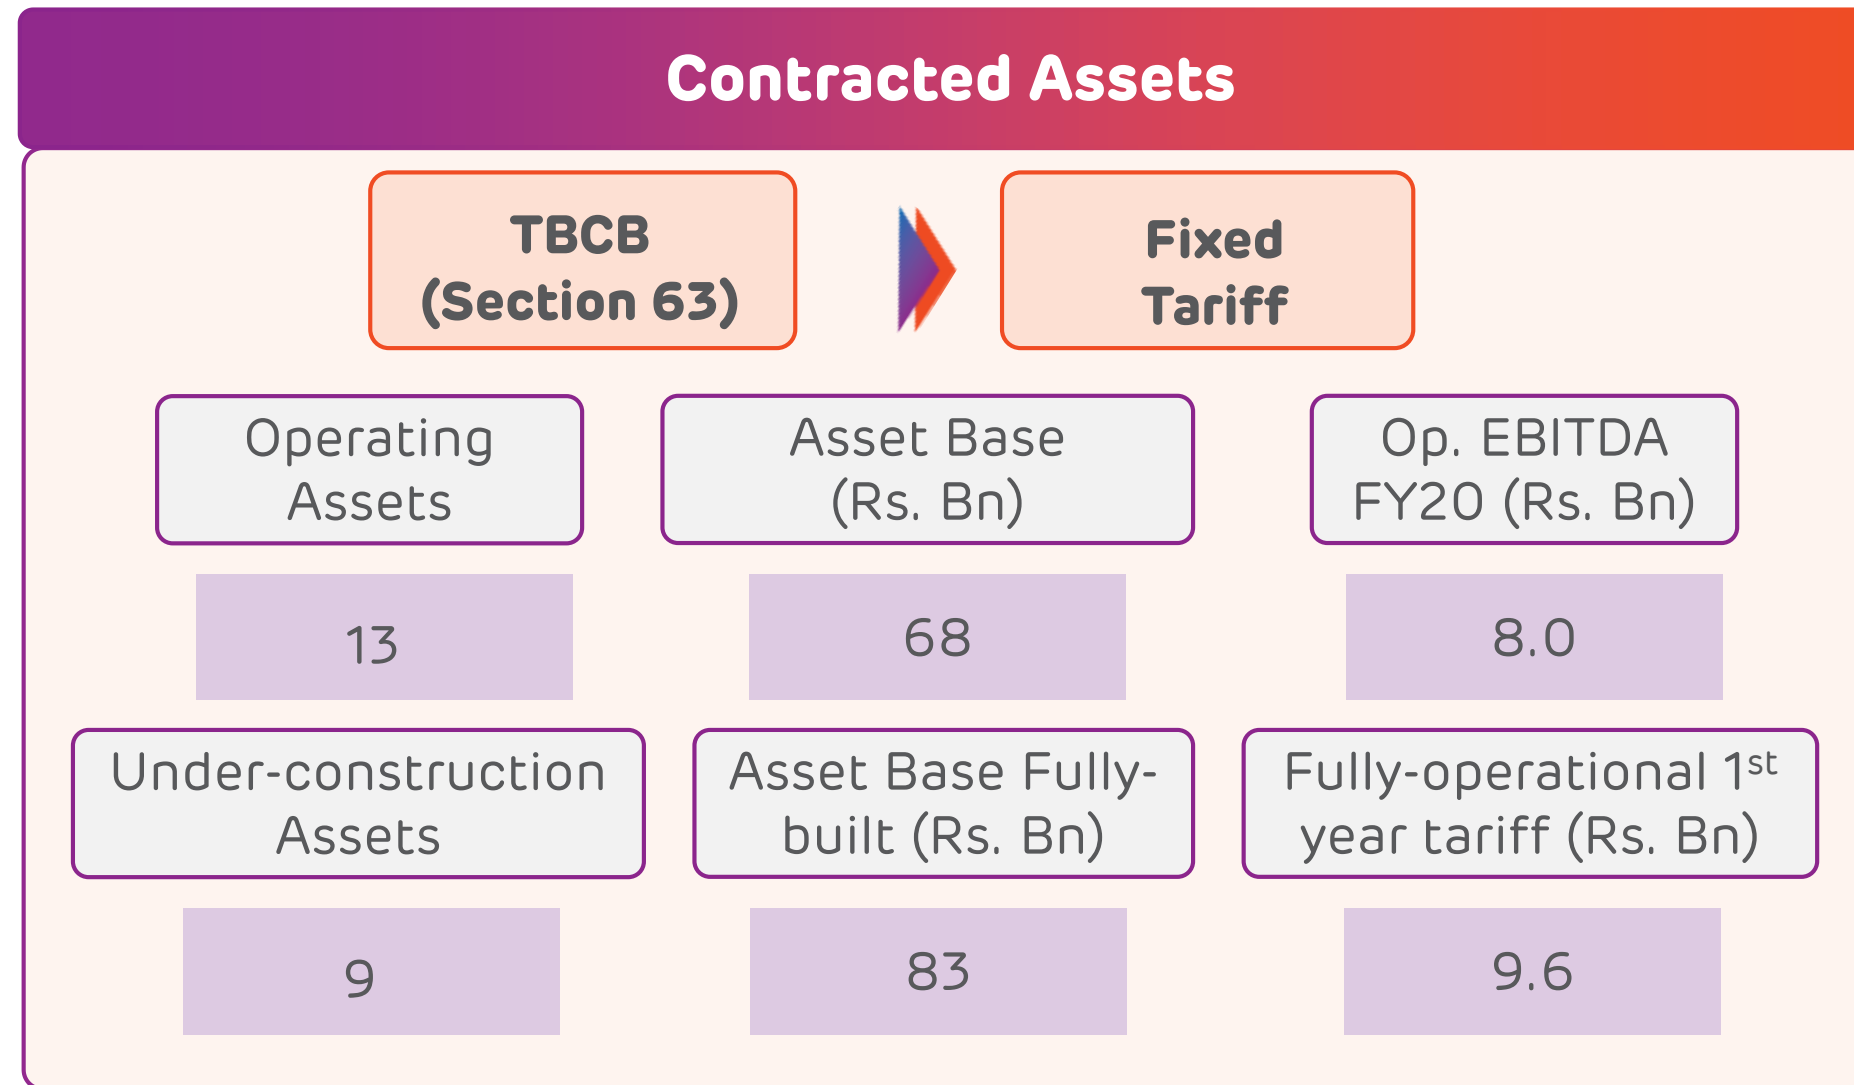 Contracted Assets
TBCB
(Section 63)
Fixed
Tariff
Operating
Assets
Asset Base
(Rs. Bn)
Op. EBITDA
FY20 (Rs. Bn)
13
68
8.0
Under-construction
Assets
Asset Base Fully-
built (Rs. Bn)
Fully-operational 1st
year tariff (Rs. Bn)
9
83
9.6